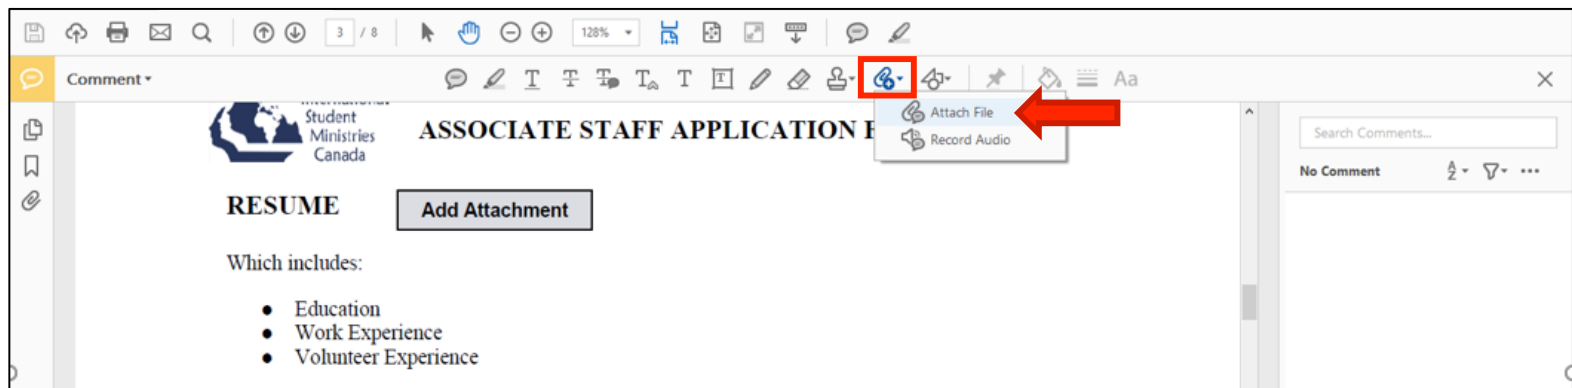 3 / 8
128%
Comment
T T T T T T
Aa
Attach File
Record Audio
International
Student
Ministries
Canada
ASSOCIATE STAFF APPLICATION
Search Comments...
No Comment
A
Z
RESUME
Add Attachment
Which includes:
● Education
● Work Experience
● Volunteer Experience